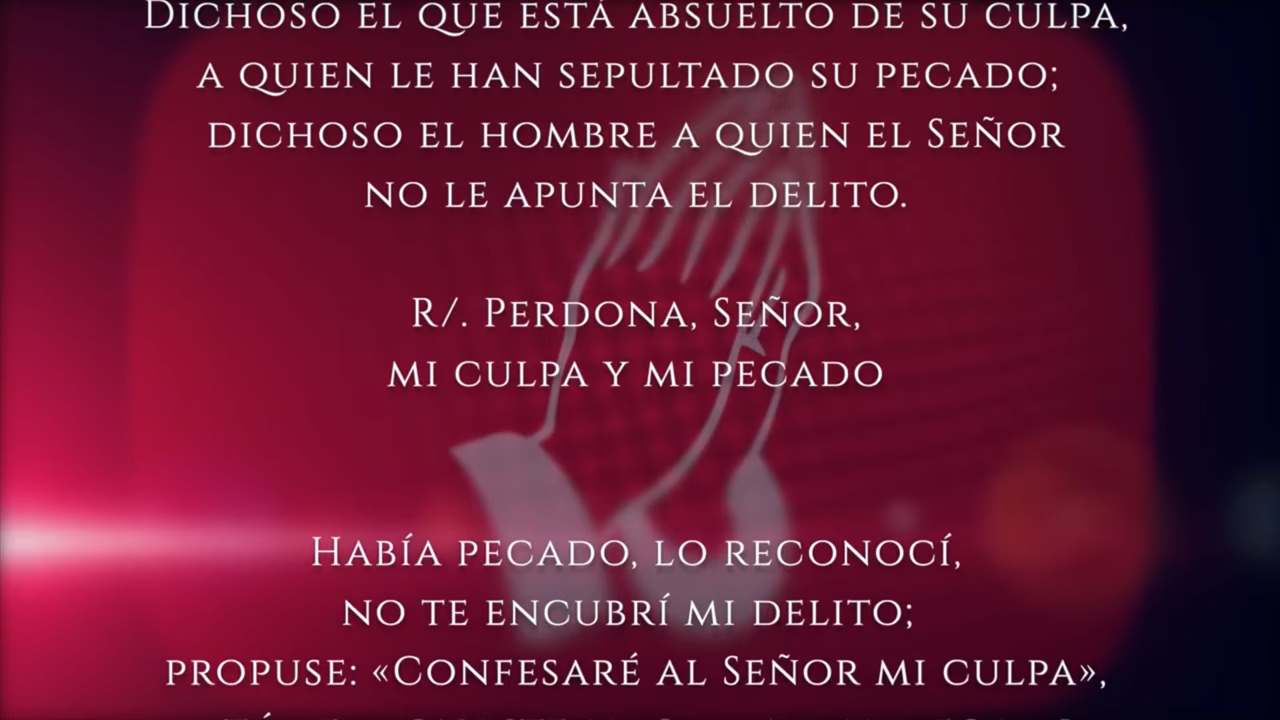 Dichoso el que está absuelto de su culpa,
a quien le han sepultado su pecado;
dichoso el hombre a quien el Señor
no le apunta el delito.
R/. Perdona, Señor,
mi culpa y mi pecado
Había pecado, lo reconocí,
no te encubrí mi delito;
propuse: «Confesaré al Señor mi culpa»,